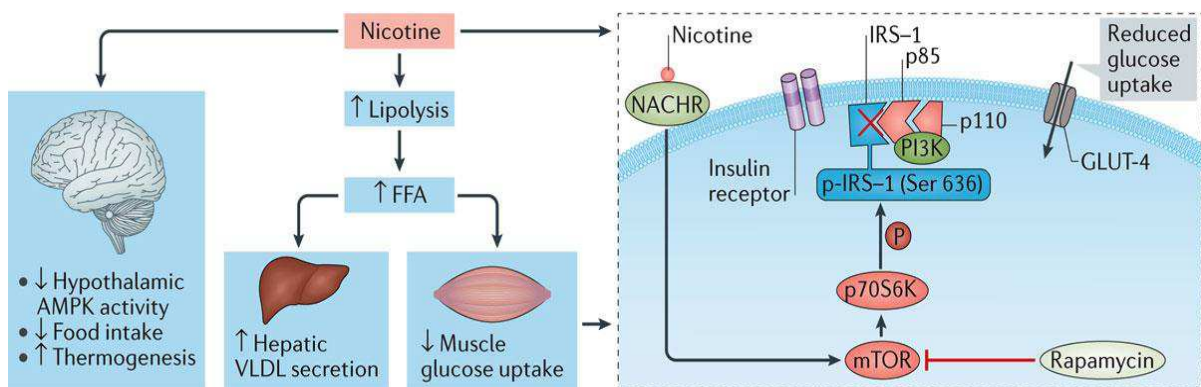 Nicotine
↑ Lipolysis
↑ FFA
• ↓ Hypothalamic
AMPK activity
• ↓ Food intake
• ↑ Thermogenesis
↑ Hepatic
VLDL secretion
↓ Muscle
glucose uptake
Nicotine
NACHR
Insulin
receptor
IRS–1
p85
p110
PI3K
p-IRS–1 (Ser 636)
Reduced
glucose
uptake
GLUT-4
P
p70S6K
mTOR
Rapamycin